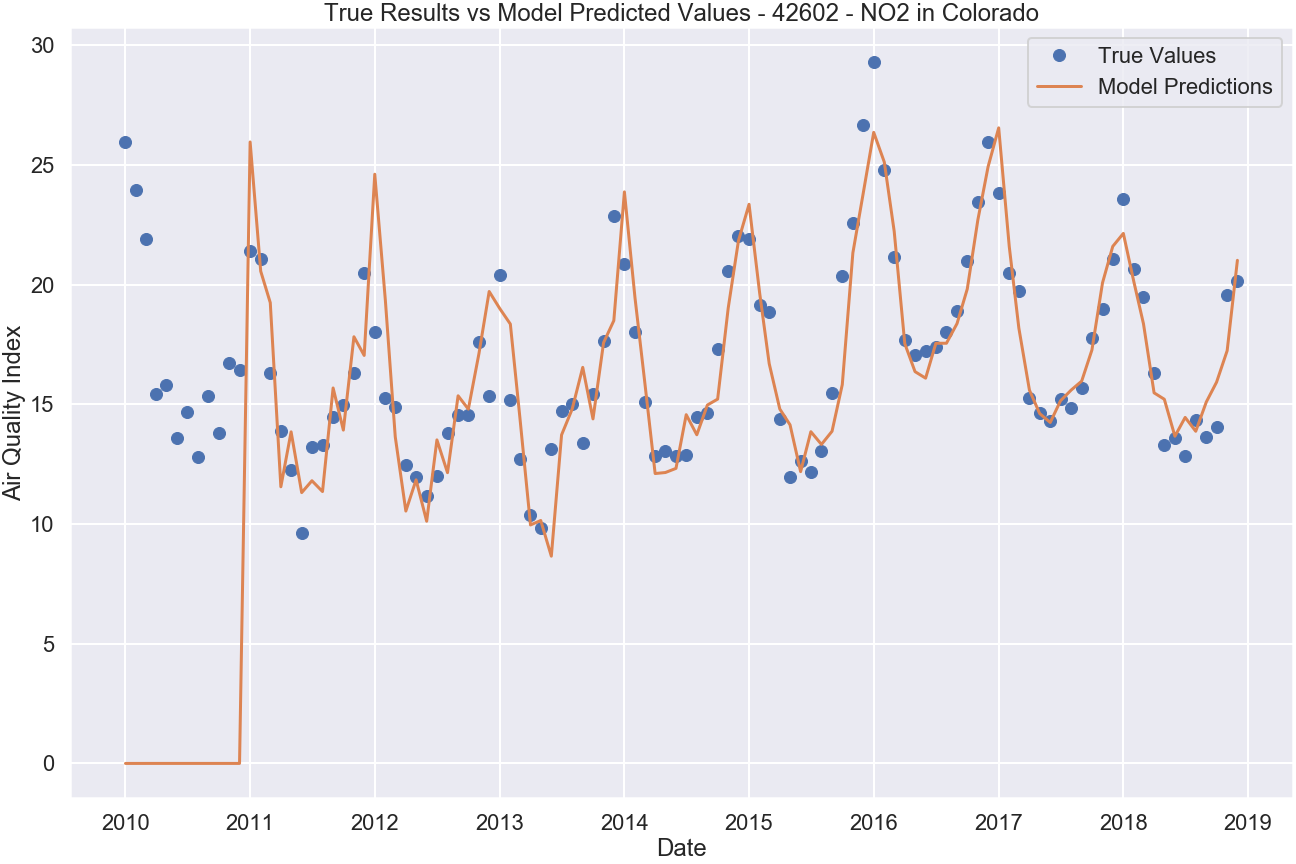 True Results vs Model Predicted Values - 42602 - NO2 in Colorado
True Values
Model Predictions
Air Quality Index
30
25
20
15
10
5
0
2010 2011 2012 2013 2014 2015 2016 2017 2018 2019
Date